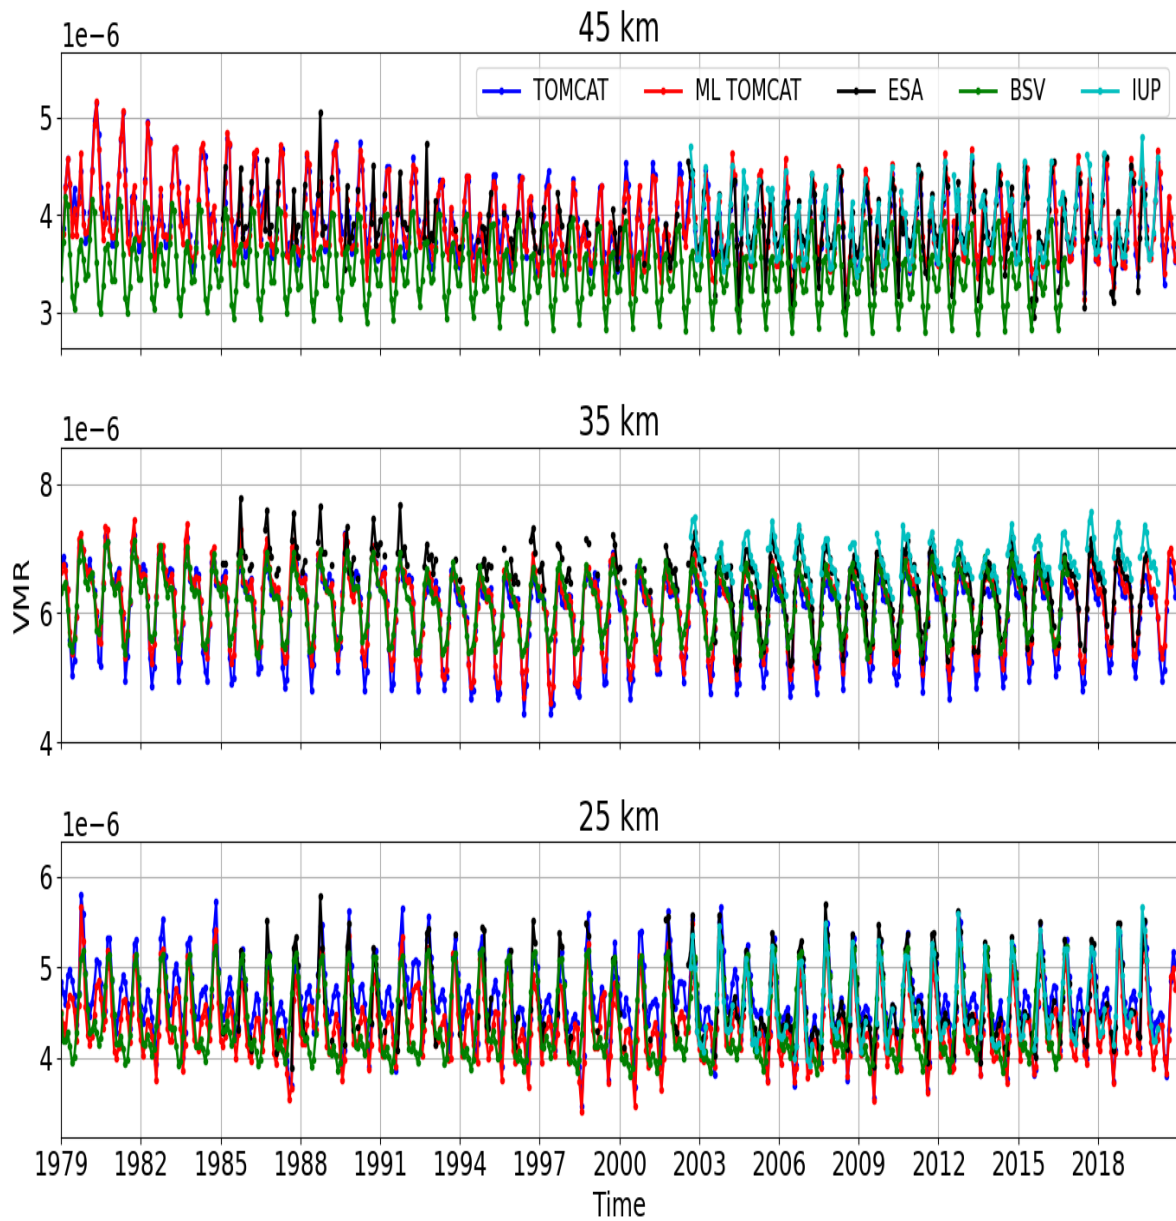 45 km
1e−6
TOMCAT ML TOMCAT ESA BSV IUP
5
4
3
35 km
1e−6
8
6
4
VMR
25 km
1e−6
6
5
4
1979 1982 1985 1988 1991 1994 1997 2000 2003 2006 2009 2012 2015 2018
Time